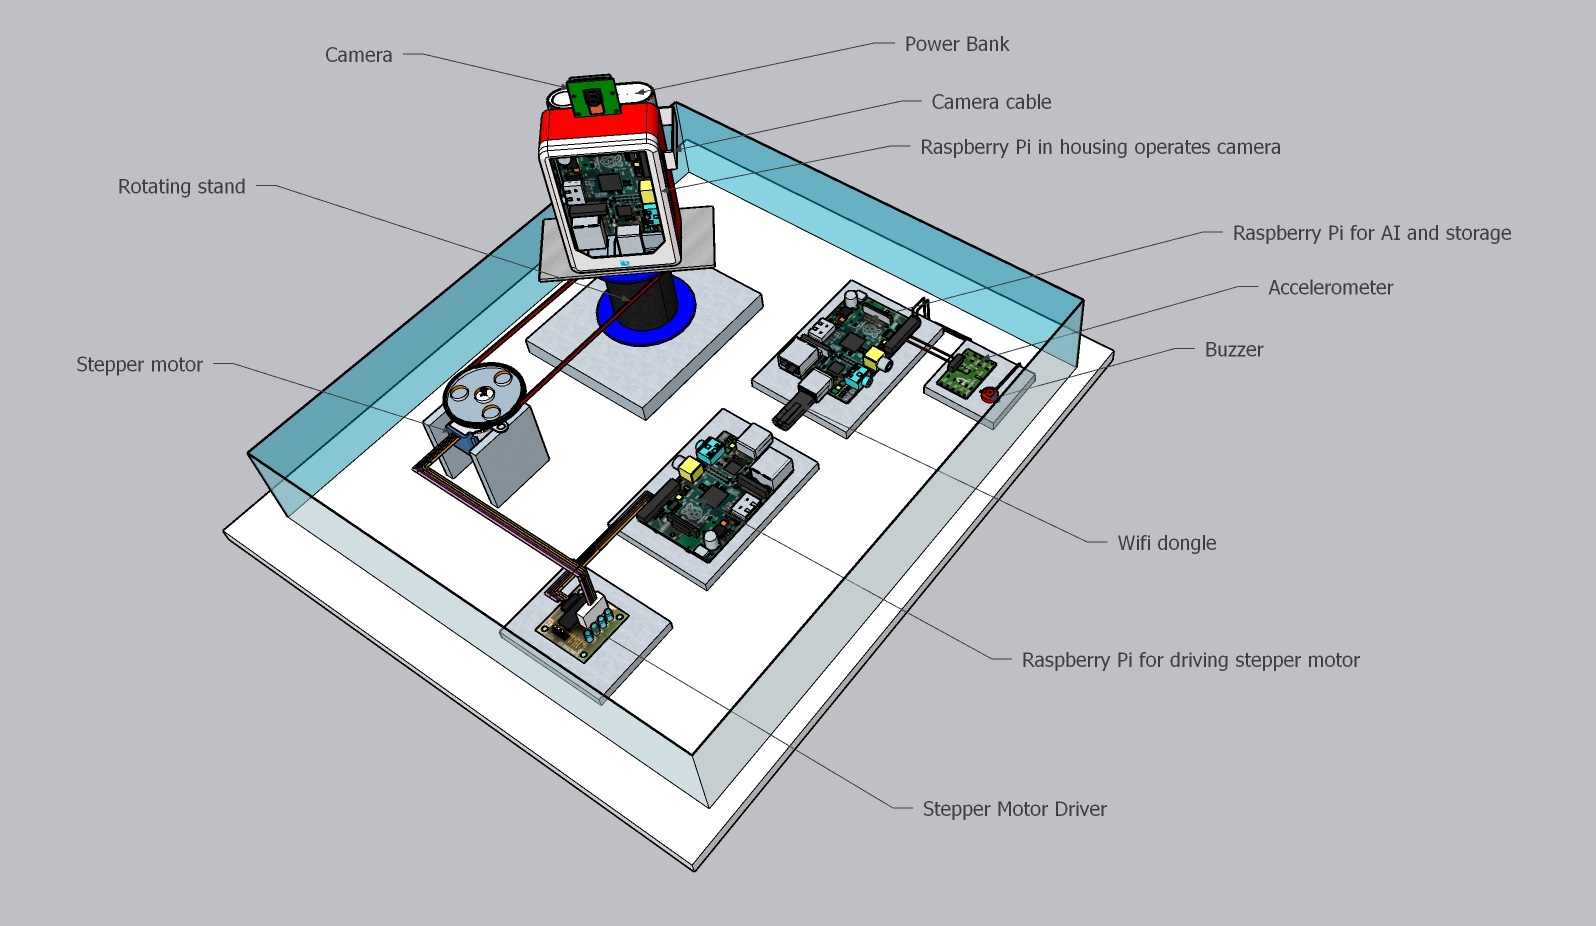 Camera
Power Bank
Camera cable
Raspberry Pi in housing operates camera
Rotating stand
Raspberry Pi for AI and storage
Accelerometer
Buzzer
Stepper motor
Wifi dongle
Raspberry Pi for driving stepper motor
Stepper Motor Driver